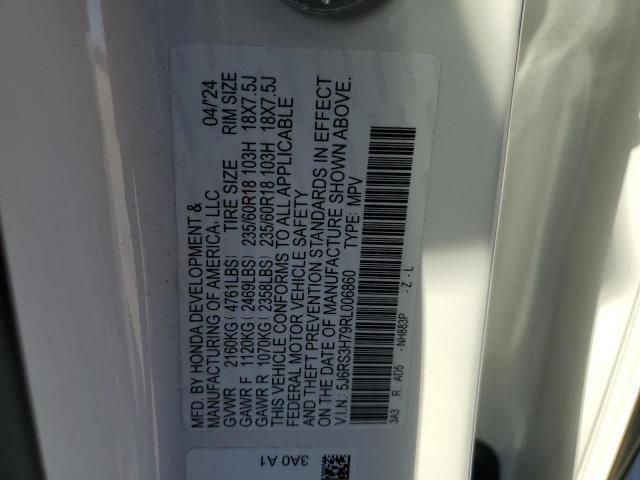 MFD. BY HONDA DEVELOPMENT & 04/'24
MANUFACTURING OF AMERICA, LLC
GVWR 2160KG( 4761LBS) TIRE SIZE RIM SIZE
GAWR F 1120KG( 2469LBS) 235/60R18 103H 18X7.5J
GAWR R 1070KG( 2358LBS) 235/60R18 103H 18X7.5J
THIS VEHICLE CONFORMS TO ALL APPLICABLE
FEDERAL MOTOR VEHICLE SAFETY
AND THEFT PREVENTION STANDARDS IN EFFECT
ON THE DATE OF MANUFACTURE SHOWN ABOVE.
V.I.N.: 5J6RS3H79RL006860 TYPE: MPV
3A3 R AD5 -NH883P -Z-L
3A0 A1